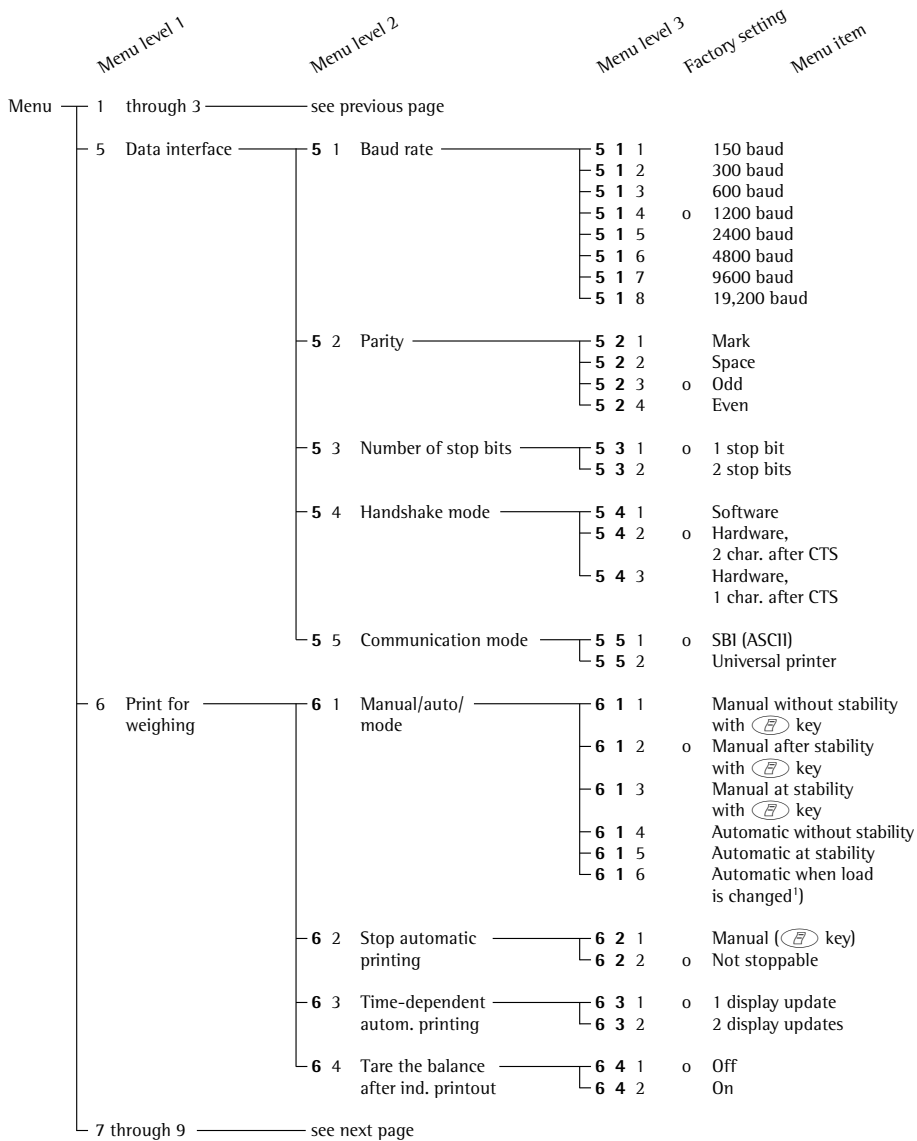 Menu level 1 Menu level 2 Menu level 3 Factory setting Menu item
Menu 1 through 3 see previous page
5 Data interface 5 1 Baud rate 5 1 1 150 baud
5 1 2 300 baud
5 1 3 600 baud
5 1 4 o 1200 baud
5 1 5 2400 baud
5 1 6 4800 baud
5 1 7 9600 baud
5 1 8 19,200 baud
5 2 Parity 5 2 1 Mark
5 2 2 Space
5 2 3 o Odd
5 2 4 Even
5 3 Number of stop bits 5 3 1 o 1 stop bit
5 3 2 2 stop bits
5 4 Handshake mode 5 4 1 Software
5 4 2 o Hardware,
2 char. after CTS
5 4 3 Hardware,
1 char. after CTS
5 5 Communication mode 5 5 1 o SBI (ASCII)
5 5 2 Universal printer
6 Print for 6 1 Manual/auto/ 6 1 1 Manual without stability
weighing mode with key
6 1 2 o Manual after stability
with key
6 1 3 Manual at stability
with key
6 1 4 Automatic without stability
6 1 5 Automatic at stability
6 1 6 Automatic when load
is changed¹)
6 2 Stop automatic 6 2 1 Manual ( key)
printing 6 2 2 o Not stoppable
6 3 Time-dependent 6 3 1 o 1 display update
autom. printing 6 3 2 2 display updates
6 4 Tare the balance 6 4 1 o Off
after ind. printout 6 4 2 On
7 through 9 see next page